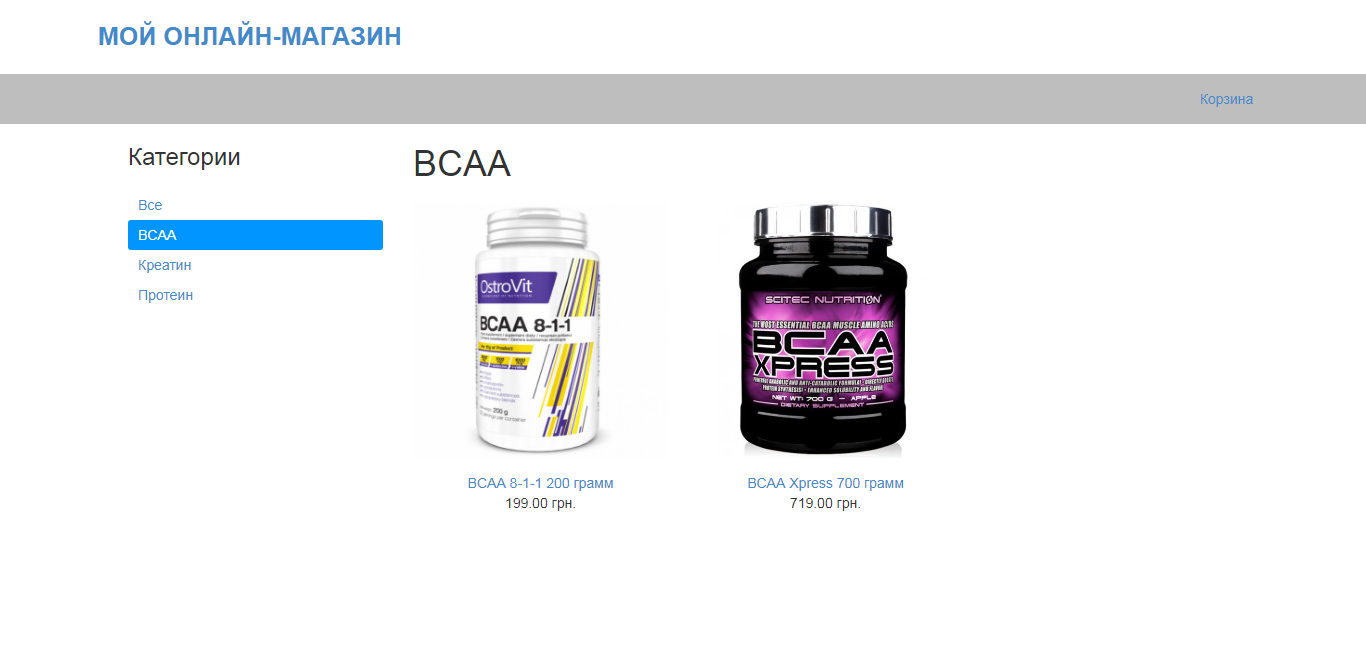 МОЙ ОНЛАЙН-МАГАЗИН
Корзина
Категории
Все
BCAA
Креатин
Протеин
BCAA
OstroVit
BCAA 8-1-1
200 g
SCITEC NUTRITION
THE MOST ESSENTIAL BCAA MUSCLE AMINO ACIDS
BCAA
XPRESS
NET WT: 700 G — APPLE
DIETARY SUPPLEMENT
BCAA 8-1-1 200 грамм
199.00 грн.
BCAA Xpress 700 грамм
719.00 грн.